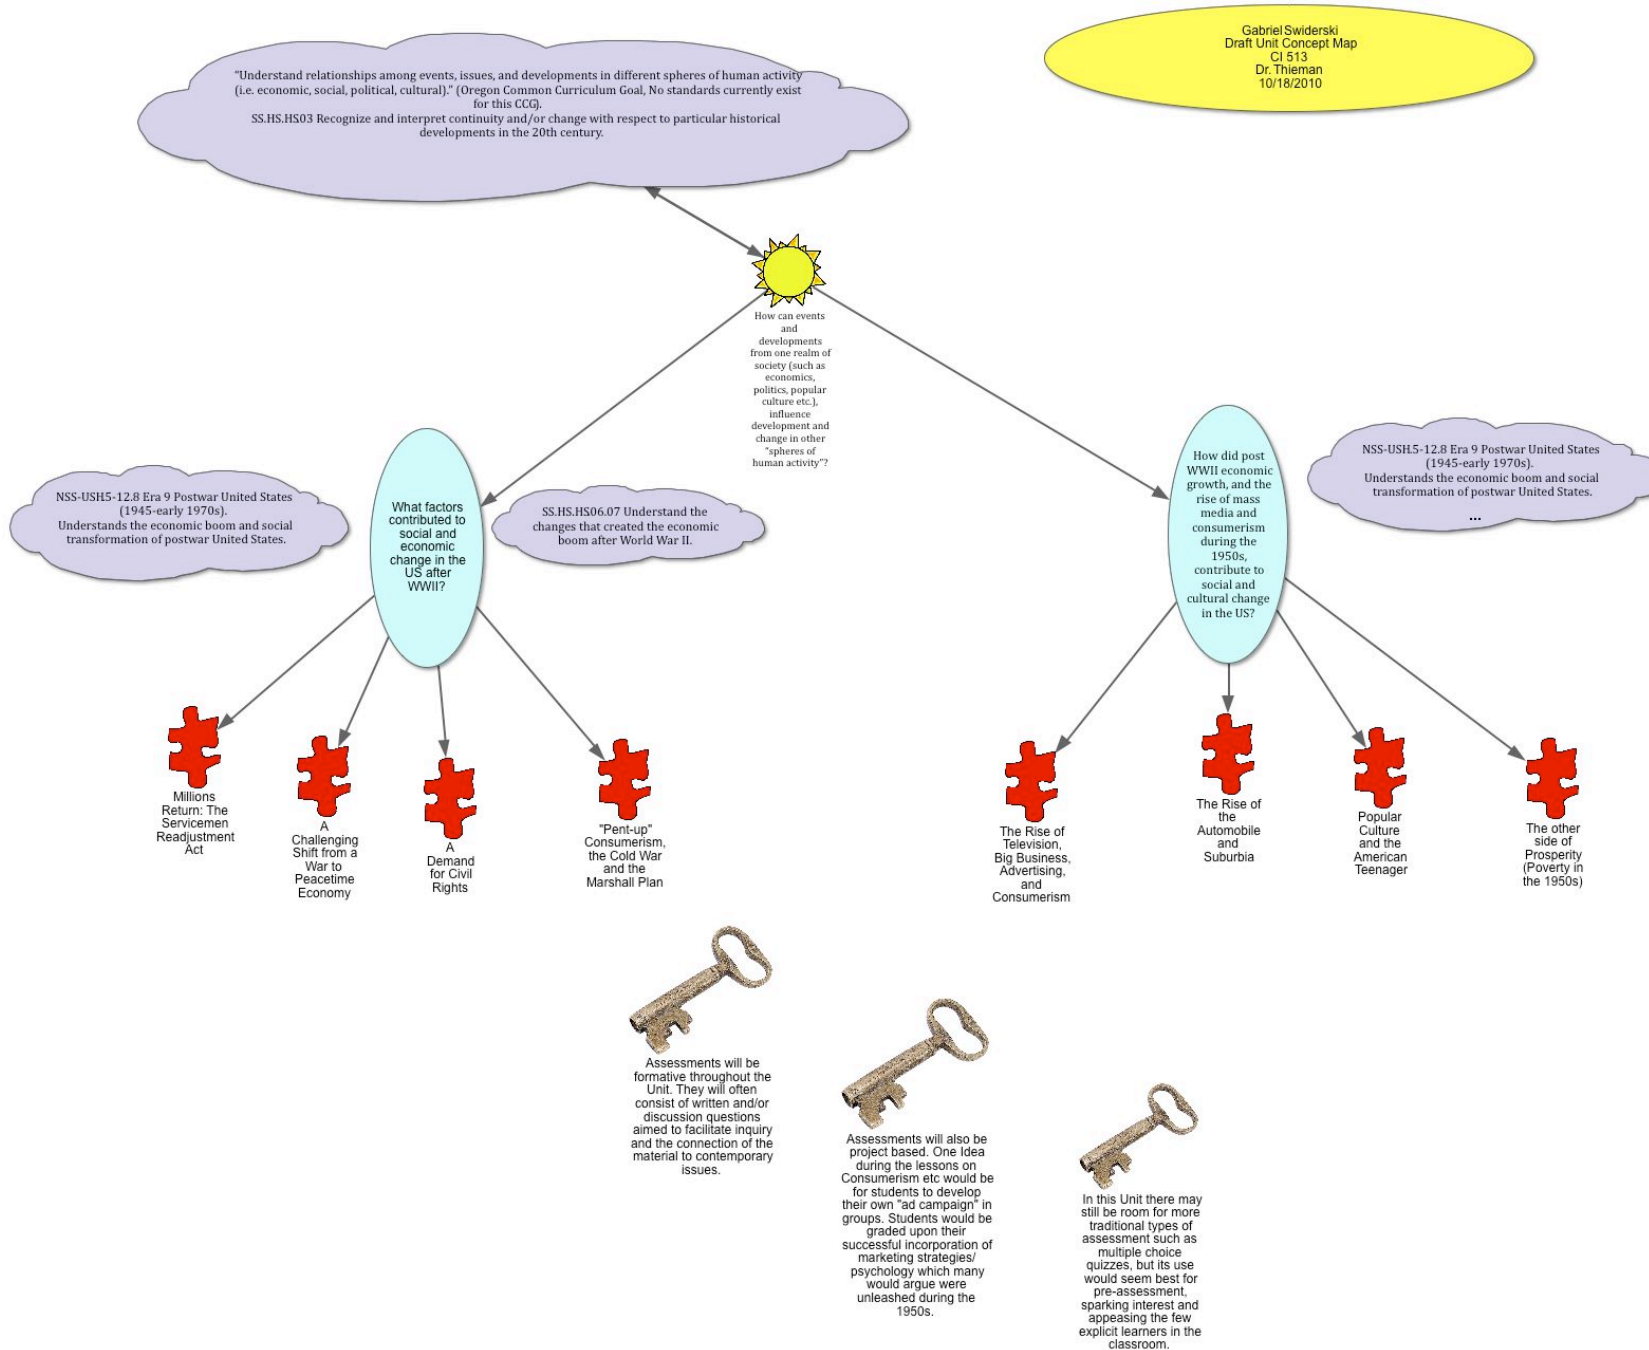 Gabriel Swiderski
Draft Unit Concept Map
CI 513
Dr. Thieman
10/18/2010
"Understand relationships among events, issues, and developments in different spheres of human activity
(i.e. economic, social, political, cultural)." (Oregon Common Curriculum Goal, No standards currently exist
for this CCG).
SS.HS.HS.03 Recognize and interpret continuity and/or change with respect to particular historical
developments in the 20th century.
How can events
and
developments
from one realm of
society (such as
economics,
politics, popular
culture etc.),
influence
development and
change in other
"spheres of
human activity"?
NSS-USH.5-12.8 Era 9 Postwar United States
(1945-early 1970s).
Understands the economic boom and social
transformation of postwar United States.
What factors
contributed to
social and
economic
change in the
US after
WWII?
SS.HS.HS06.07 Understand the
changes that created the economic
boom after World War II.
How did post
WWII economic
growth, and the
rise of mass
media and
consumerism
during the
1950s,
contribute to
social and
cultural change
in the US?
NSS-USH.5-12.8 Era 9 Postwar United States
(1945-early 1970s).
Understands the economic boom and social
transformation of postwar United States.
...
Millions
Return: The
Servicemen
Readjustment
Act
A
Challenging
Shift from a
War to
Peacetime
Economy
A
Demand
for Civil
Rights
"Pent-up"
Consumerism,
the Cold War
and the
Marshall Plan
The Rise of
Television,
Big Business,
Advertising,
and
Consumerism
The Rise of
the
Automobile
and
Suburbia
Popular
Culture
and the
American
Teenager
The other
side of
Prosperity
(Poverty in
the 1950s)
Assessments will be
formative throughout the
Unit. They will often
consist of written and/or
discussion questions
aimed to facilitate inquiry
and the connection of the
material to contemporary
issues.
Assessments will also be
project based. One Idea
during the lessons on
Consumerism etc would be
for students to develop
their own "ad campaign" in
groups. Students would be
graded upon their
successful incorporation of
marketing strategies/
psychology which many
would argue were
unleashed during the
1950s.
In this Unit there may
still be room for more
traditional types of
assessment such as
multiple choice
quizzes, but its use
would seem best for
pre-assessment,
sparking interest and
appeasing the few
explicit learners in the
classroom.